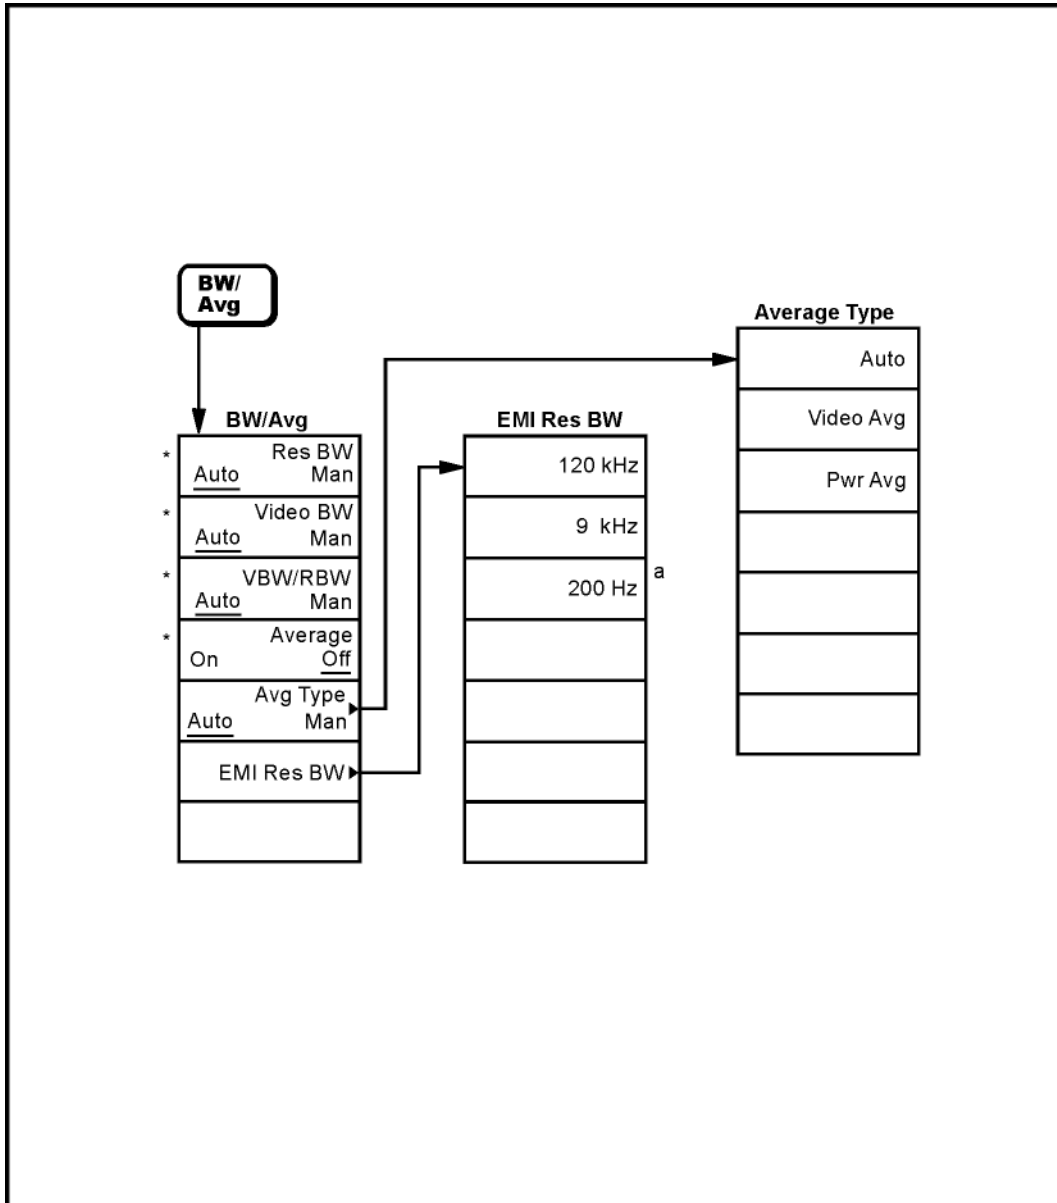 BW/
Avg
BW/Avg
* Res BW
Auto Man
* Video BW
Auto Man
* VBW/RBW
Auto Man
* Average
On Off
Avg Type
Auto Man
EMI Res BW
EMI Res BW
120 kHz
9 kHz
200 Hz a
Average Type
Auto
Video Avg
Pwr Avg